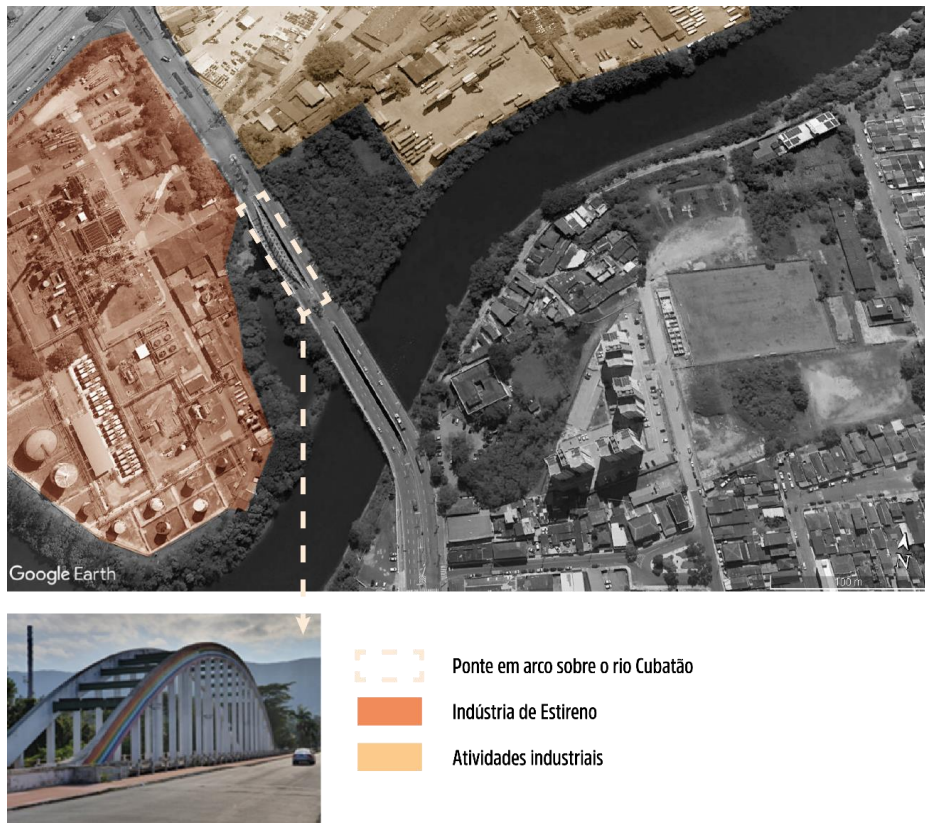 Google Earth
N
100 m
Ponte em arco sobre o rio Cubatão
Indústria de Estireno
Atividades industriais